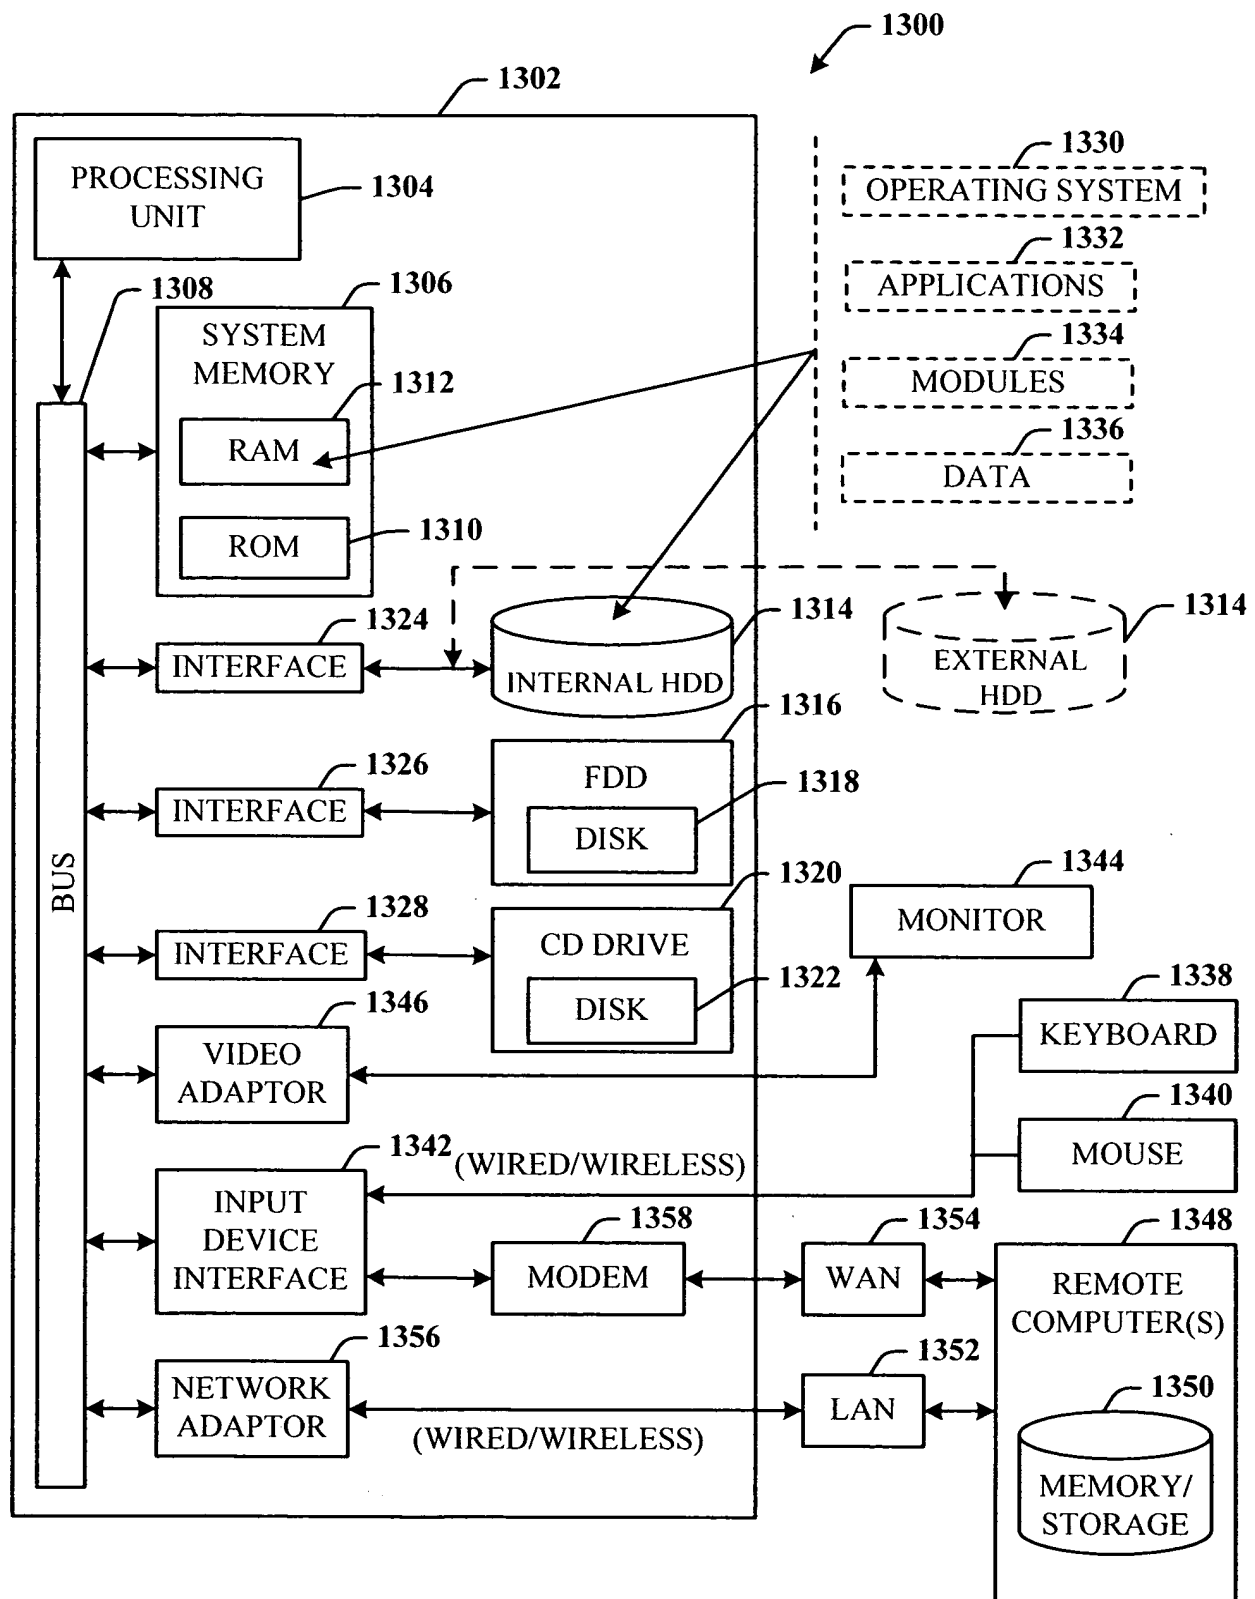 1300
1302
PROCESSING
UNIT
1304
1308
1306
SYSTEM
MEMORY
1312
RAM
1310
ROM
1330
OPERATING SYSTEM
1332
APPLICATIONS
1334
MODULES
1336
DATA
BUS
1324
INTERFACE
1314
INTERNAL HDD
1314
EXTERNAL
HDD
1316
1326
INTERFACE
FDD
1318
DISK
1320
1328
INTERFACE
CD DRIVE
1322
DISK
1344
MONITOR
1346
VIDEO
ADAPTOR
1338
KEYBOARD
1340
MOUSE
1342
(WIRED/WIRELESS)
INPUT
DEVICE
INTERFACE
1358
MODEM
1354
WAN
1348
REMOTE
COMPUTER(S)
1356
NETWORK
ADAPTOR
(WIRED/WIRELESS)
1352
LAN
1350
MEMORY/
STORAGE